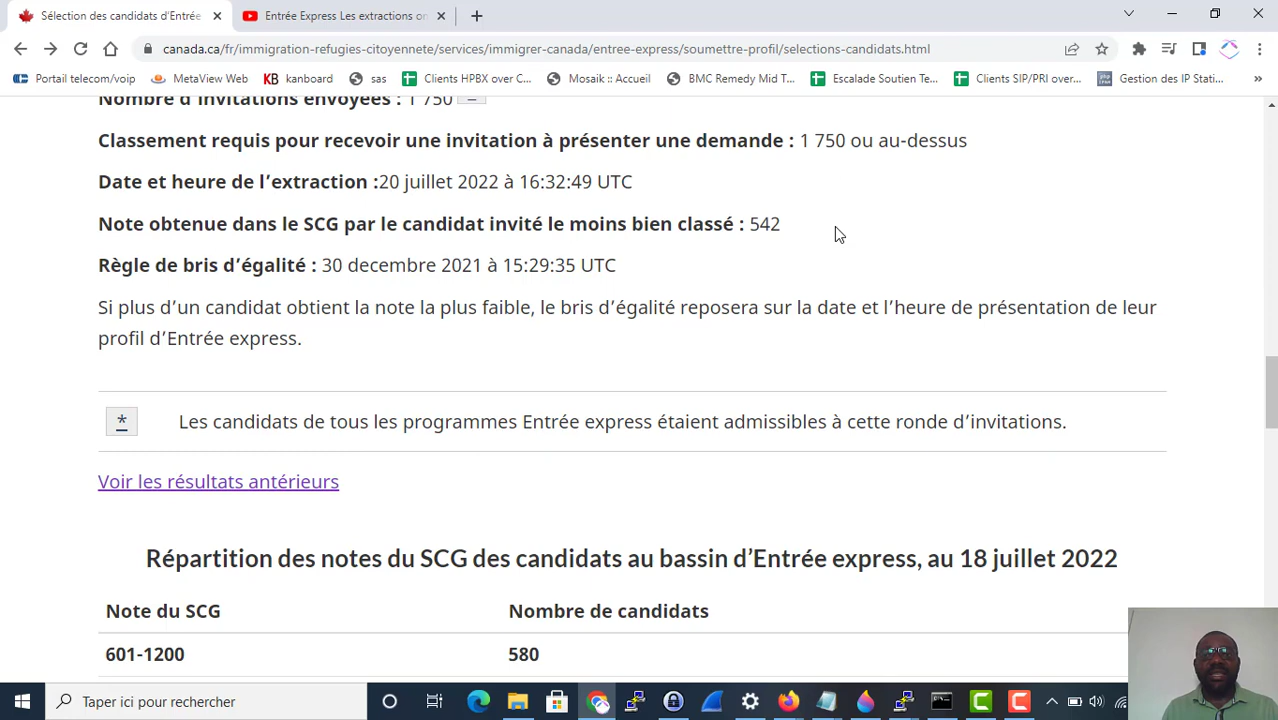 Sélection des candidats d'Entrée
Entrée Express Les extractions on
canada.ca/fr/immigration-refugies-citoyennete/services/immigrer-canada/entree-express/soumettre-profil/selections-candidats.html
Portail telecom/voip
MetaView Web
KB kanboard
sas
Clients HPBX over C...
Mosaik :: Accueil
BMC Remedy Mid T...
Escalade Soutien Te...
Clients SIP/PRI over...
Gestion des IP Stati...
»
Nombre d'invitations envoyées : 1 750
Classement requis pour recevoir une invitation à présenter une demande : 1 750 ou au-dessus
Date et heure de l’extraction :20 juillet 2022 à 16:32:49 UTC
Note obtenue dans le SCG par le candidat invité le moins bien classé : 542
Règle de bris d’égalité : 30 decembre 2021 à 15:29:35 UTC
Si plus d’un candidat obtient la note la plus faible, le bris d’égalité reposera sur la date et l’heure de présentation de leur
profil d’Entrée express.
* Les candidats de tous les programmes Entrée express étaient admissibles à cette ronde d’invitations.
Voir les résultats antérieurs
Répartition des notes du SCG des candidats au bassin d’Entrée express, au 18 juillet 2022
Note du SCG Nombre de candidats
601-1200 580
Taper ici pour rechercher